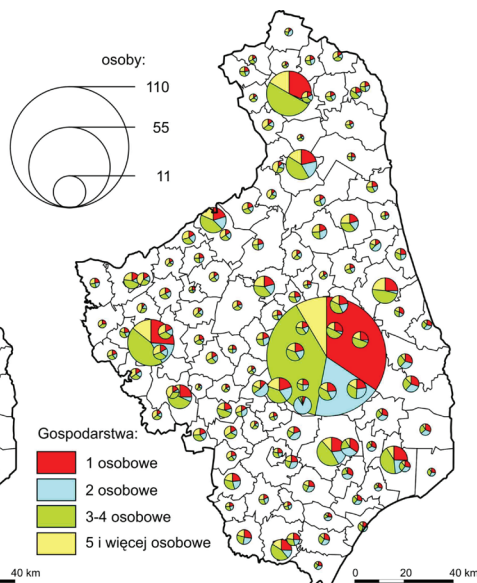 osoby:
110
55
11
Gospodarstwa:
1 osobowe
2 osobowe
3-4 osobowe
5 i więcej osobowe
40 km
0 20 40 km